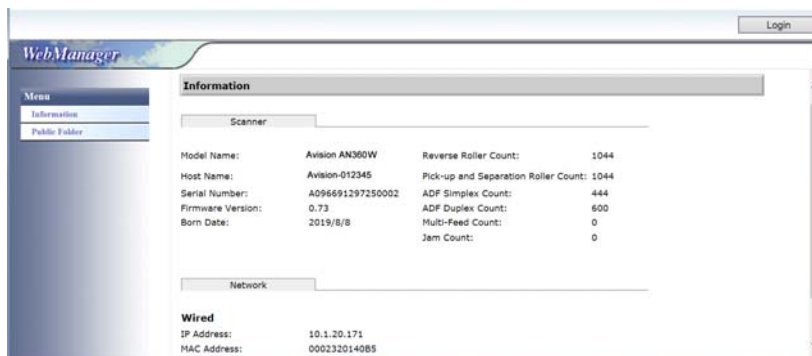 Login
WebManager
Menu
Information
Public Folder
Information
Scanner
Model Name: Avision AN360W Reverse Roller Count: 1044
Host Name: Avision-012345 Pick-up and Separation Roller Count: 1044
Serial Number: A096691297250002 ADF Simplex Count: 444
Firmware Version: 0.73 ADF Duplex Count: 600
Born Date: 2019/8/8 Multi-Feed Count: 0
Jam Count: 0
Network
Wired
IP Address: 10.1.20.171
MAC Address: 0002320140B5